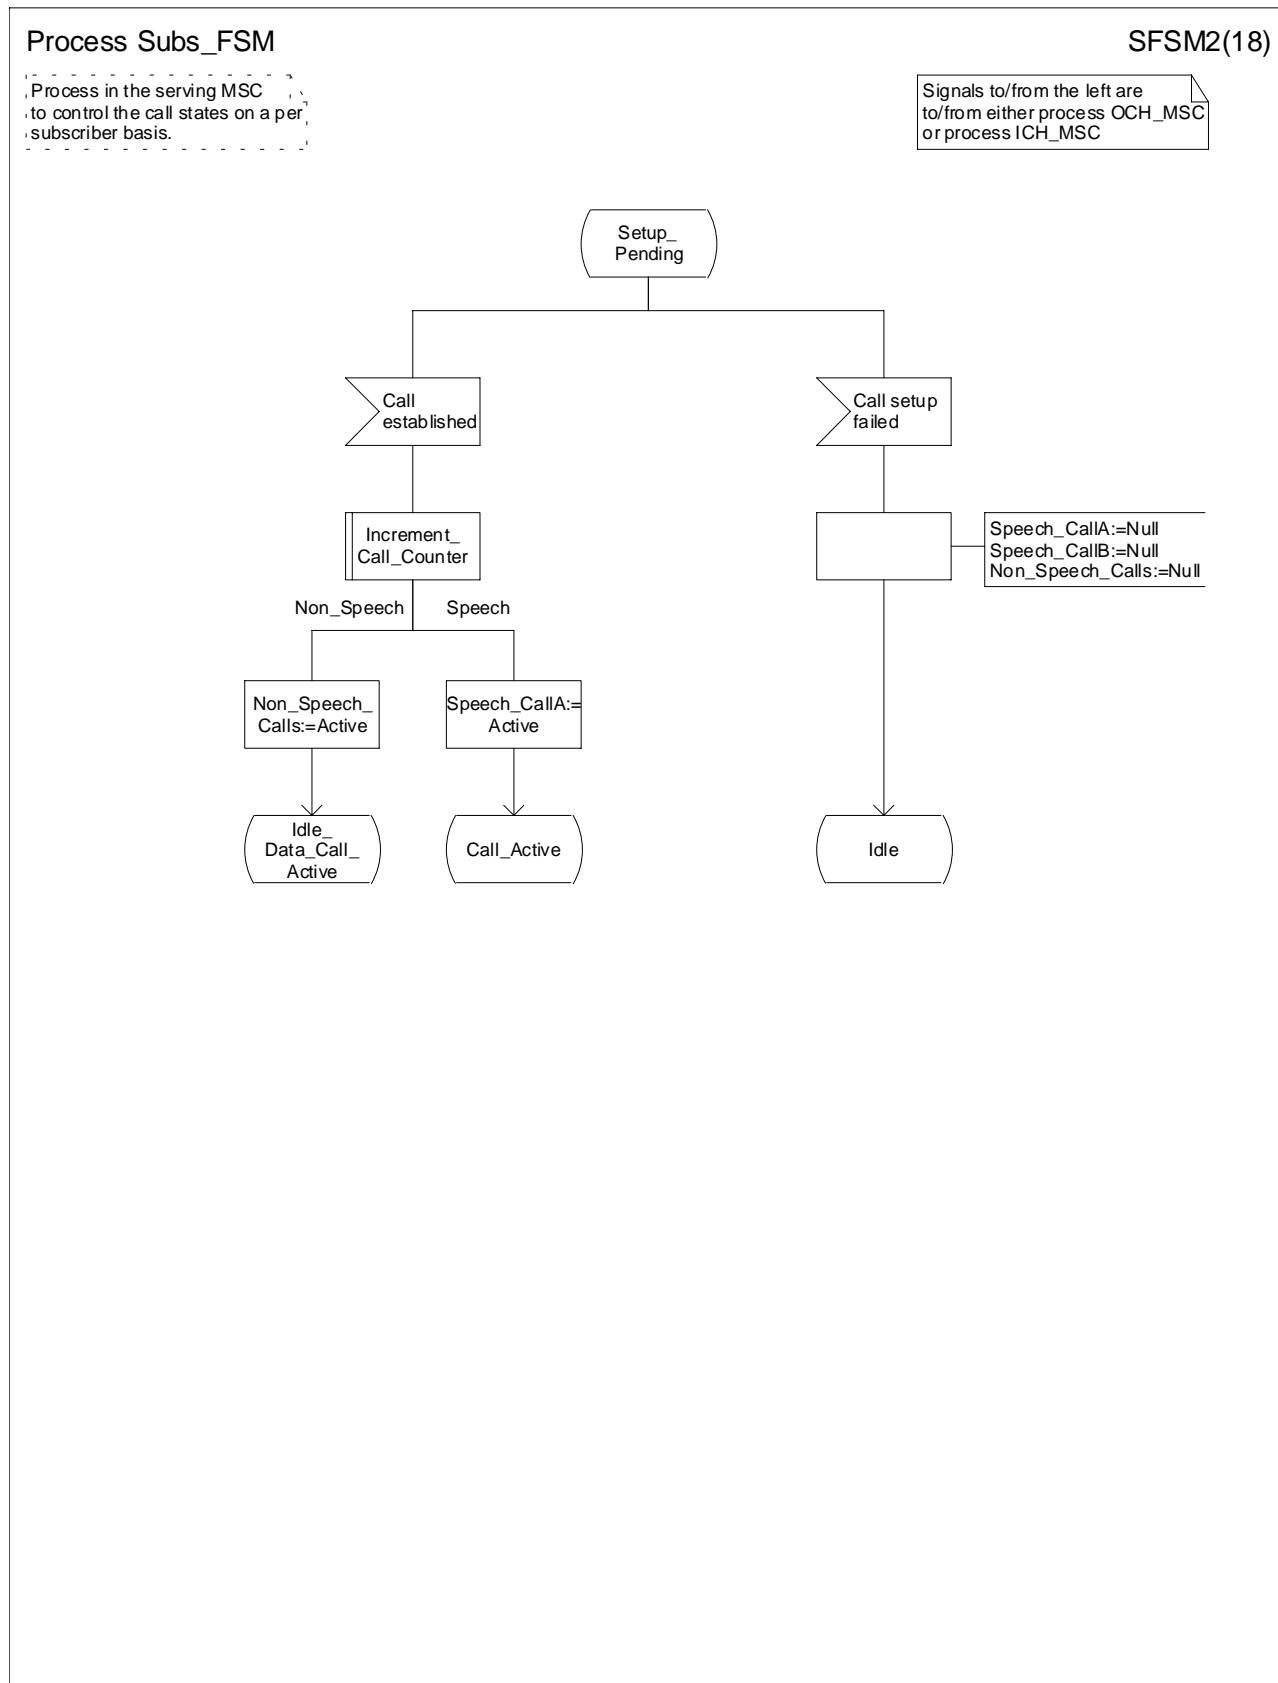 Process Subs_FSM
SFSM2(18)
Process in the serving MSC
to control the call states on a per
subscriber basis.
Signals to/from the left are
to/from either process OCH_MSC
or process ICH_MSC
Setup_
Pending
Call
established
Call setup
failed
Increment_
Call_Counter
Speech_CallA:=Null
Speech_CallB:=Null
Non_Speech_Calls:=Null
Non_Speech
Speech
Non_Speech_
Calls:=Active
Speech_CallA:=
Active
Idle_
Data_Call_
Active
Call_Active
Idle